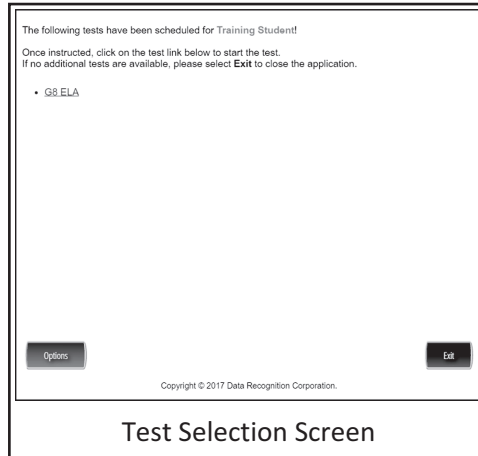 The following tests have been scheduled for Training Student!
Once instructed, click on the test link below to start the test.
If no additional tests are available, please select Exit to close the application.
• G8 ELA
Options
Exit
Copyright © 2017 Data Recognition Corporation.
Test Selection Screen